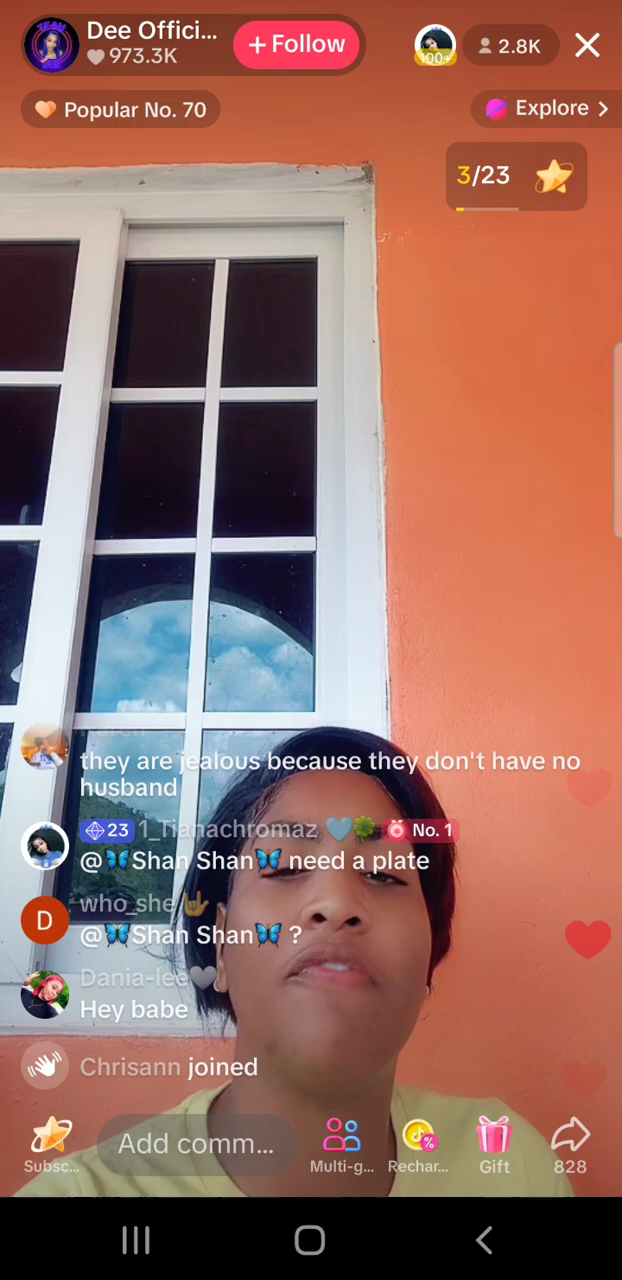 Dee Offici...
973.3K
+ Follow
100+
2.8K
Popular No. 70
Explore >
3/23
they are jealous because they don't have no
husband
23 1_Tianachromaz 🩵🍀 No. 1
@🦋Shan Shan🦋 need a plate
D
who_she🤟
@🦋Shan Shan🦋 ?
Dania-lee🤍
Hey babe
Chrisann joined
Subsc...
Add comm...
Multi-g...
Rechar...
Gift
828